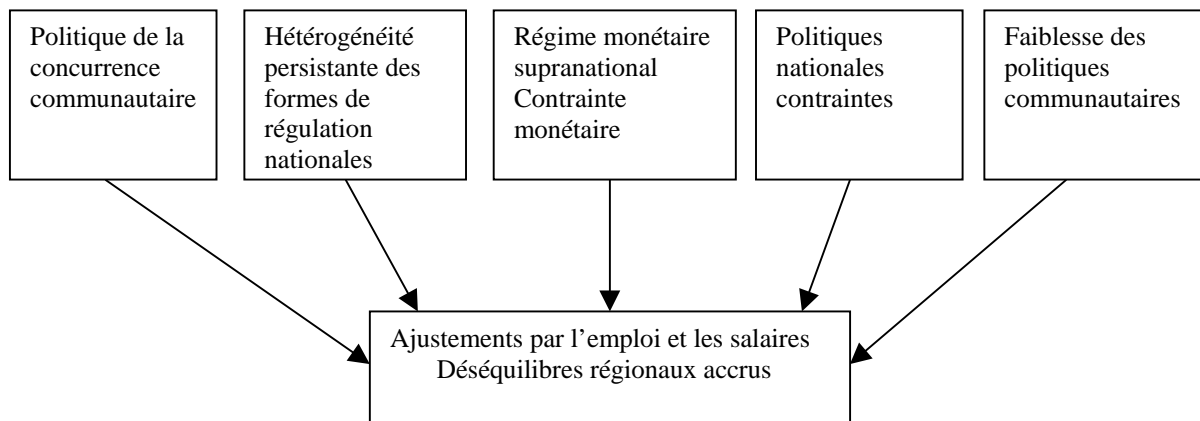 Politique de la
concurrence
communautaire
Hétérogénéité
persistante des
formes de
régulation
nationales
Régime monétaire
supranational
Contrainte
monétaire
Politiques
nationales
contraintes
Faiblesse des
politiques
communautaires
Ajustements par l’emploi et les salaires
Déséquilibres régionaux accrus